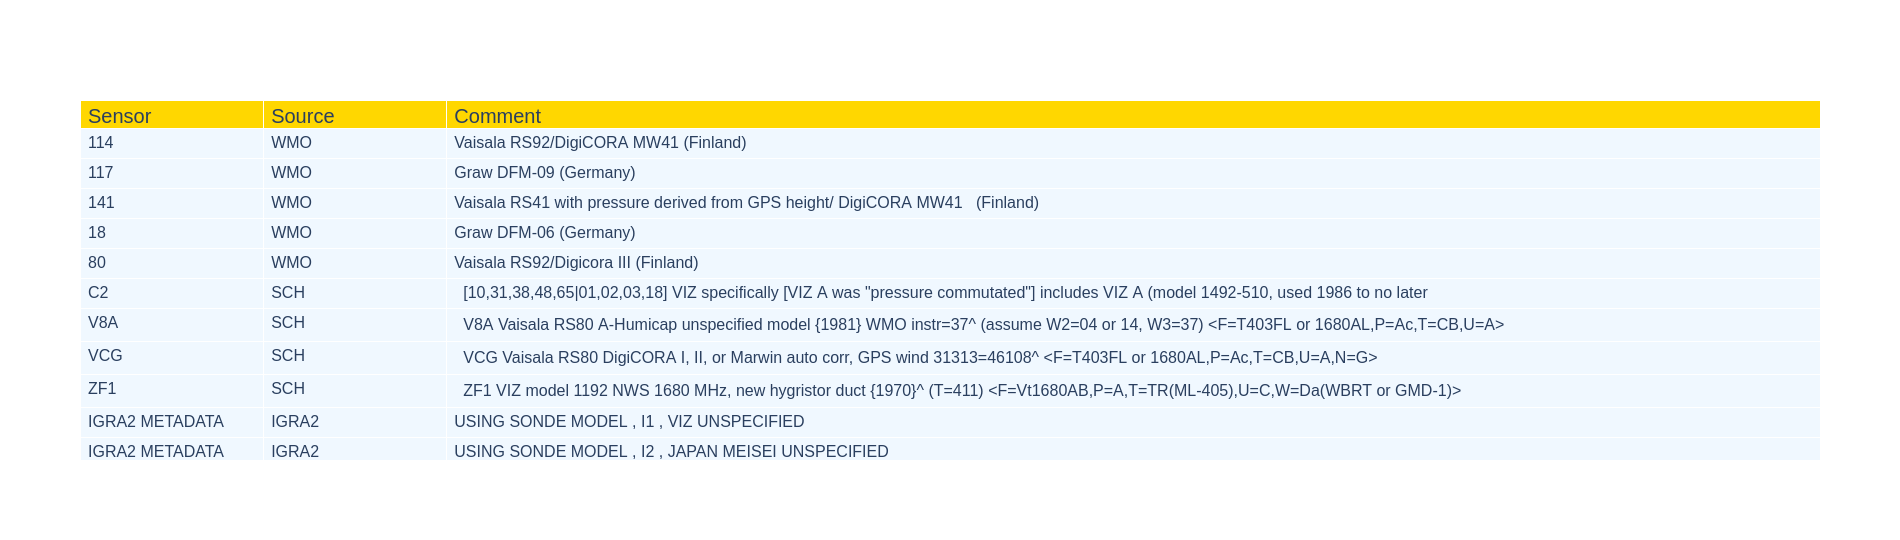 Sensor Source Comment
114 WMO Vaisala RS92/DigiCORA MW41 (Finland)
117 WMO Graw DFM-09 (Germany)
141 WMO Vaisala RS41 with pressure derived from GPS height/ DigiCORA MW41   (Finland)
18 WMO Graw DFM-06 (Germany)
80 WMO Vaisala RS92/Digicora III (Finland)
C2 SCH [10,31,38,48,65|01,02,03,18] VIZ specifically [VIZ A was "pressure commutated"] includes VIZ A (model 1492-510, used 1986 to no later
V8A SCH V8A Vaisala RS80 A-Humicap unspecified model {1981} WMO instr=37^ (assume W2=04 or 14, W3=37) <F=T403FL or 1680AL,P=Ac,T=CB,U=A>
VCG SCH VCG Vaisala RS80 DigiCORA I, II, or Marwin auto corr, GPS wind 31313=46108^ <F=T403FL or 1680AL,P=Ac,T=CB,U=A,N=G>
ZF1 SCH ZF1 VIZ model 1192 NWS 1680 MHz, new hygristor duct {1970}^ (T=411) <F=Vt1680AB,P=A,T=TR(ML-405),U=C,W=Da(WBRT or GMD-1)>
IGRA2 METADATA IGRA2 USING SONDE MODEL , I1 , VIZ UNSPECIFIED
IGRA2 METADATA IGRA2 USING SONDE MODEL , I2 , JAPAN MEISEI UNSPECIFIED